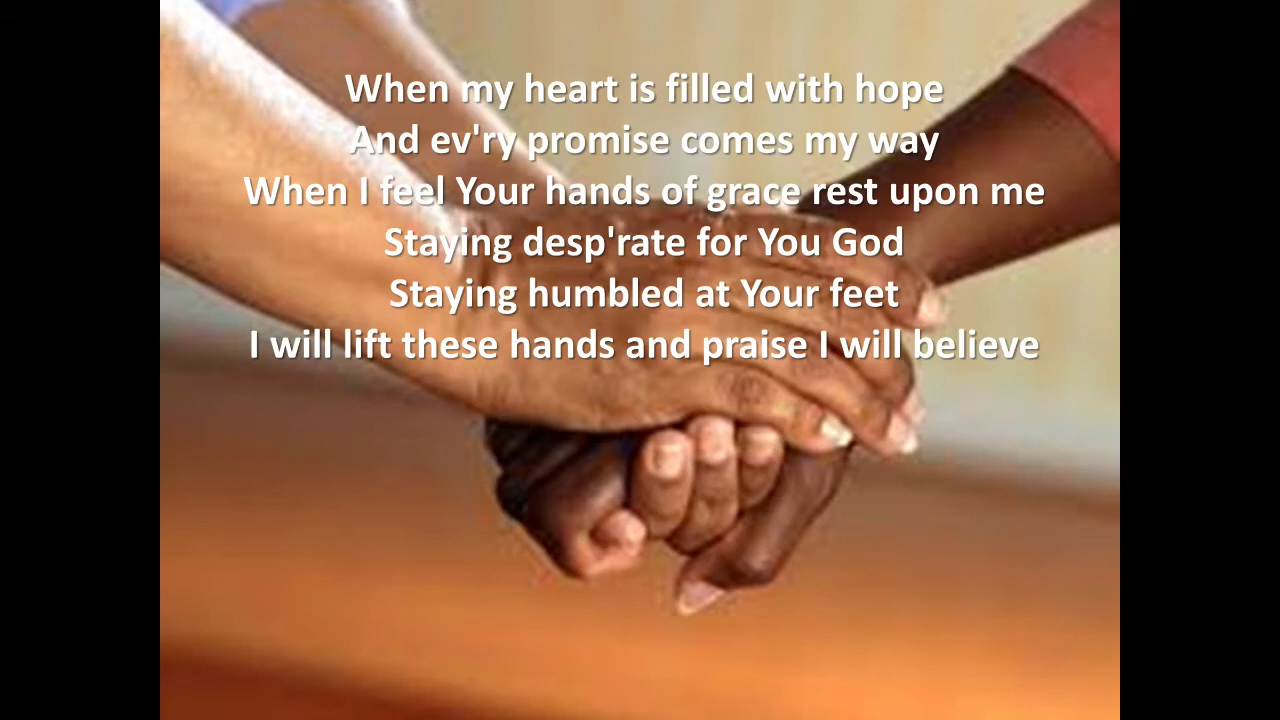 When my heart is filled with hope
And ev'ry promise comes my way
When I feel Your hands of grace rest upon me
Staying desp'rate for You God
Staying humbled at Your feet
I will lift these hands and praise I will believe